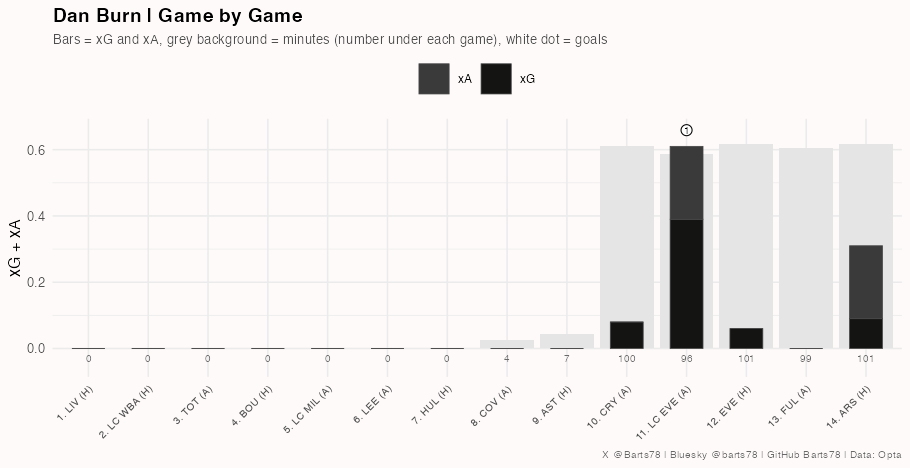 Dan Burn | Game by Game
Bars = xG and xA, grey background = minutes (number under each game), white dot = goals
xA xG
xG + xA
0.6
0.4
0.2
0.0
1
0 0 0 0 0 0 0 4 7 100 96 101 99 101
1. LIV (H)
2. LC WBA (H)
3. TOT (A)
4. BOU (H)
5. LC MIL (A)
6. LEE (A)
7. HUL (H)
8. COV (A)
9. AST (H)
10. CRY (A)
11. LC EVE (A)
12. EVE (H)
13. FUL (A)
14. ARS (H)
X @Barts78 | Bluesky @barts78 | GitHub Barts78 | Data: Opta